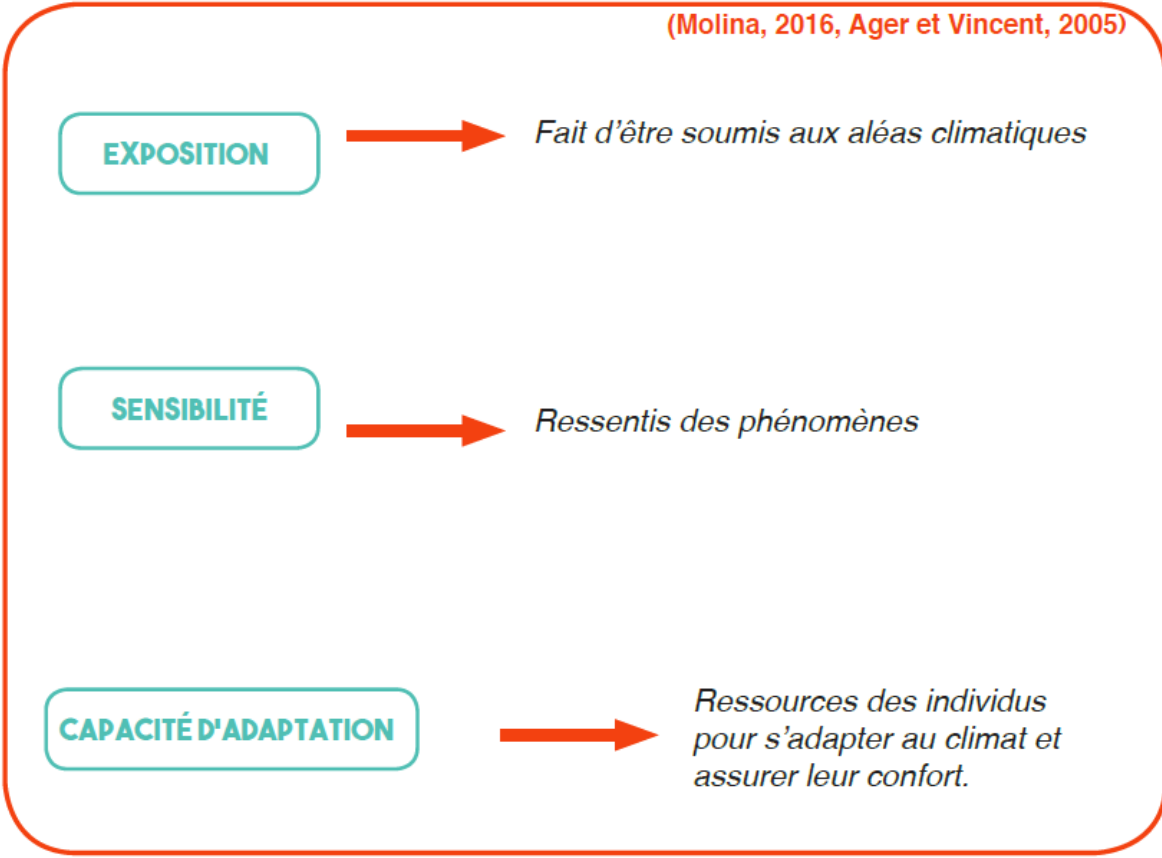 (Molina, 2016, Ager et Vincent, 2005)
EXPOSITION
Fait d'être soumis aux aléas climatiques
SENSIBILITÉ
Ressentis des phénomènes
CAPACITÉ D'ADAPTATION
Ressources des individus
pour s'adapter au climat et
assurer leur confort.